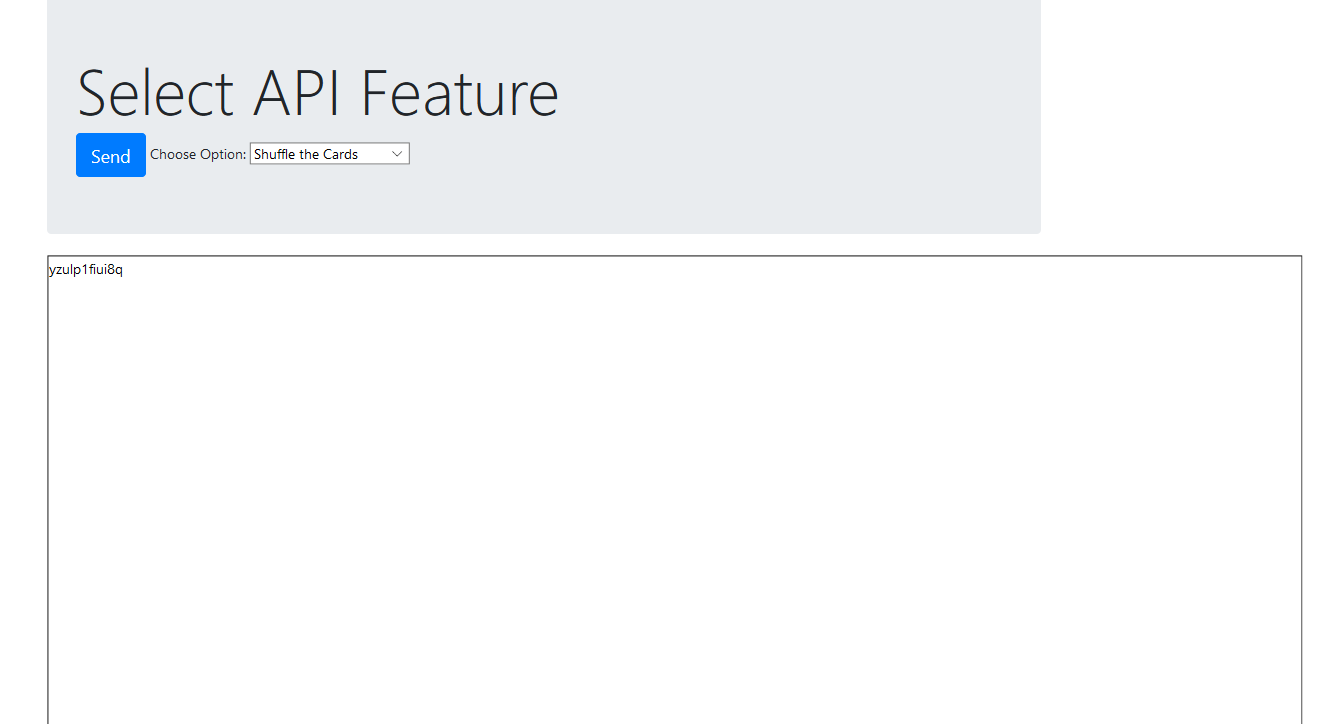 Select API Feature
Send Choose Option: Shuffle the Cards
yzulp1fiui8q